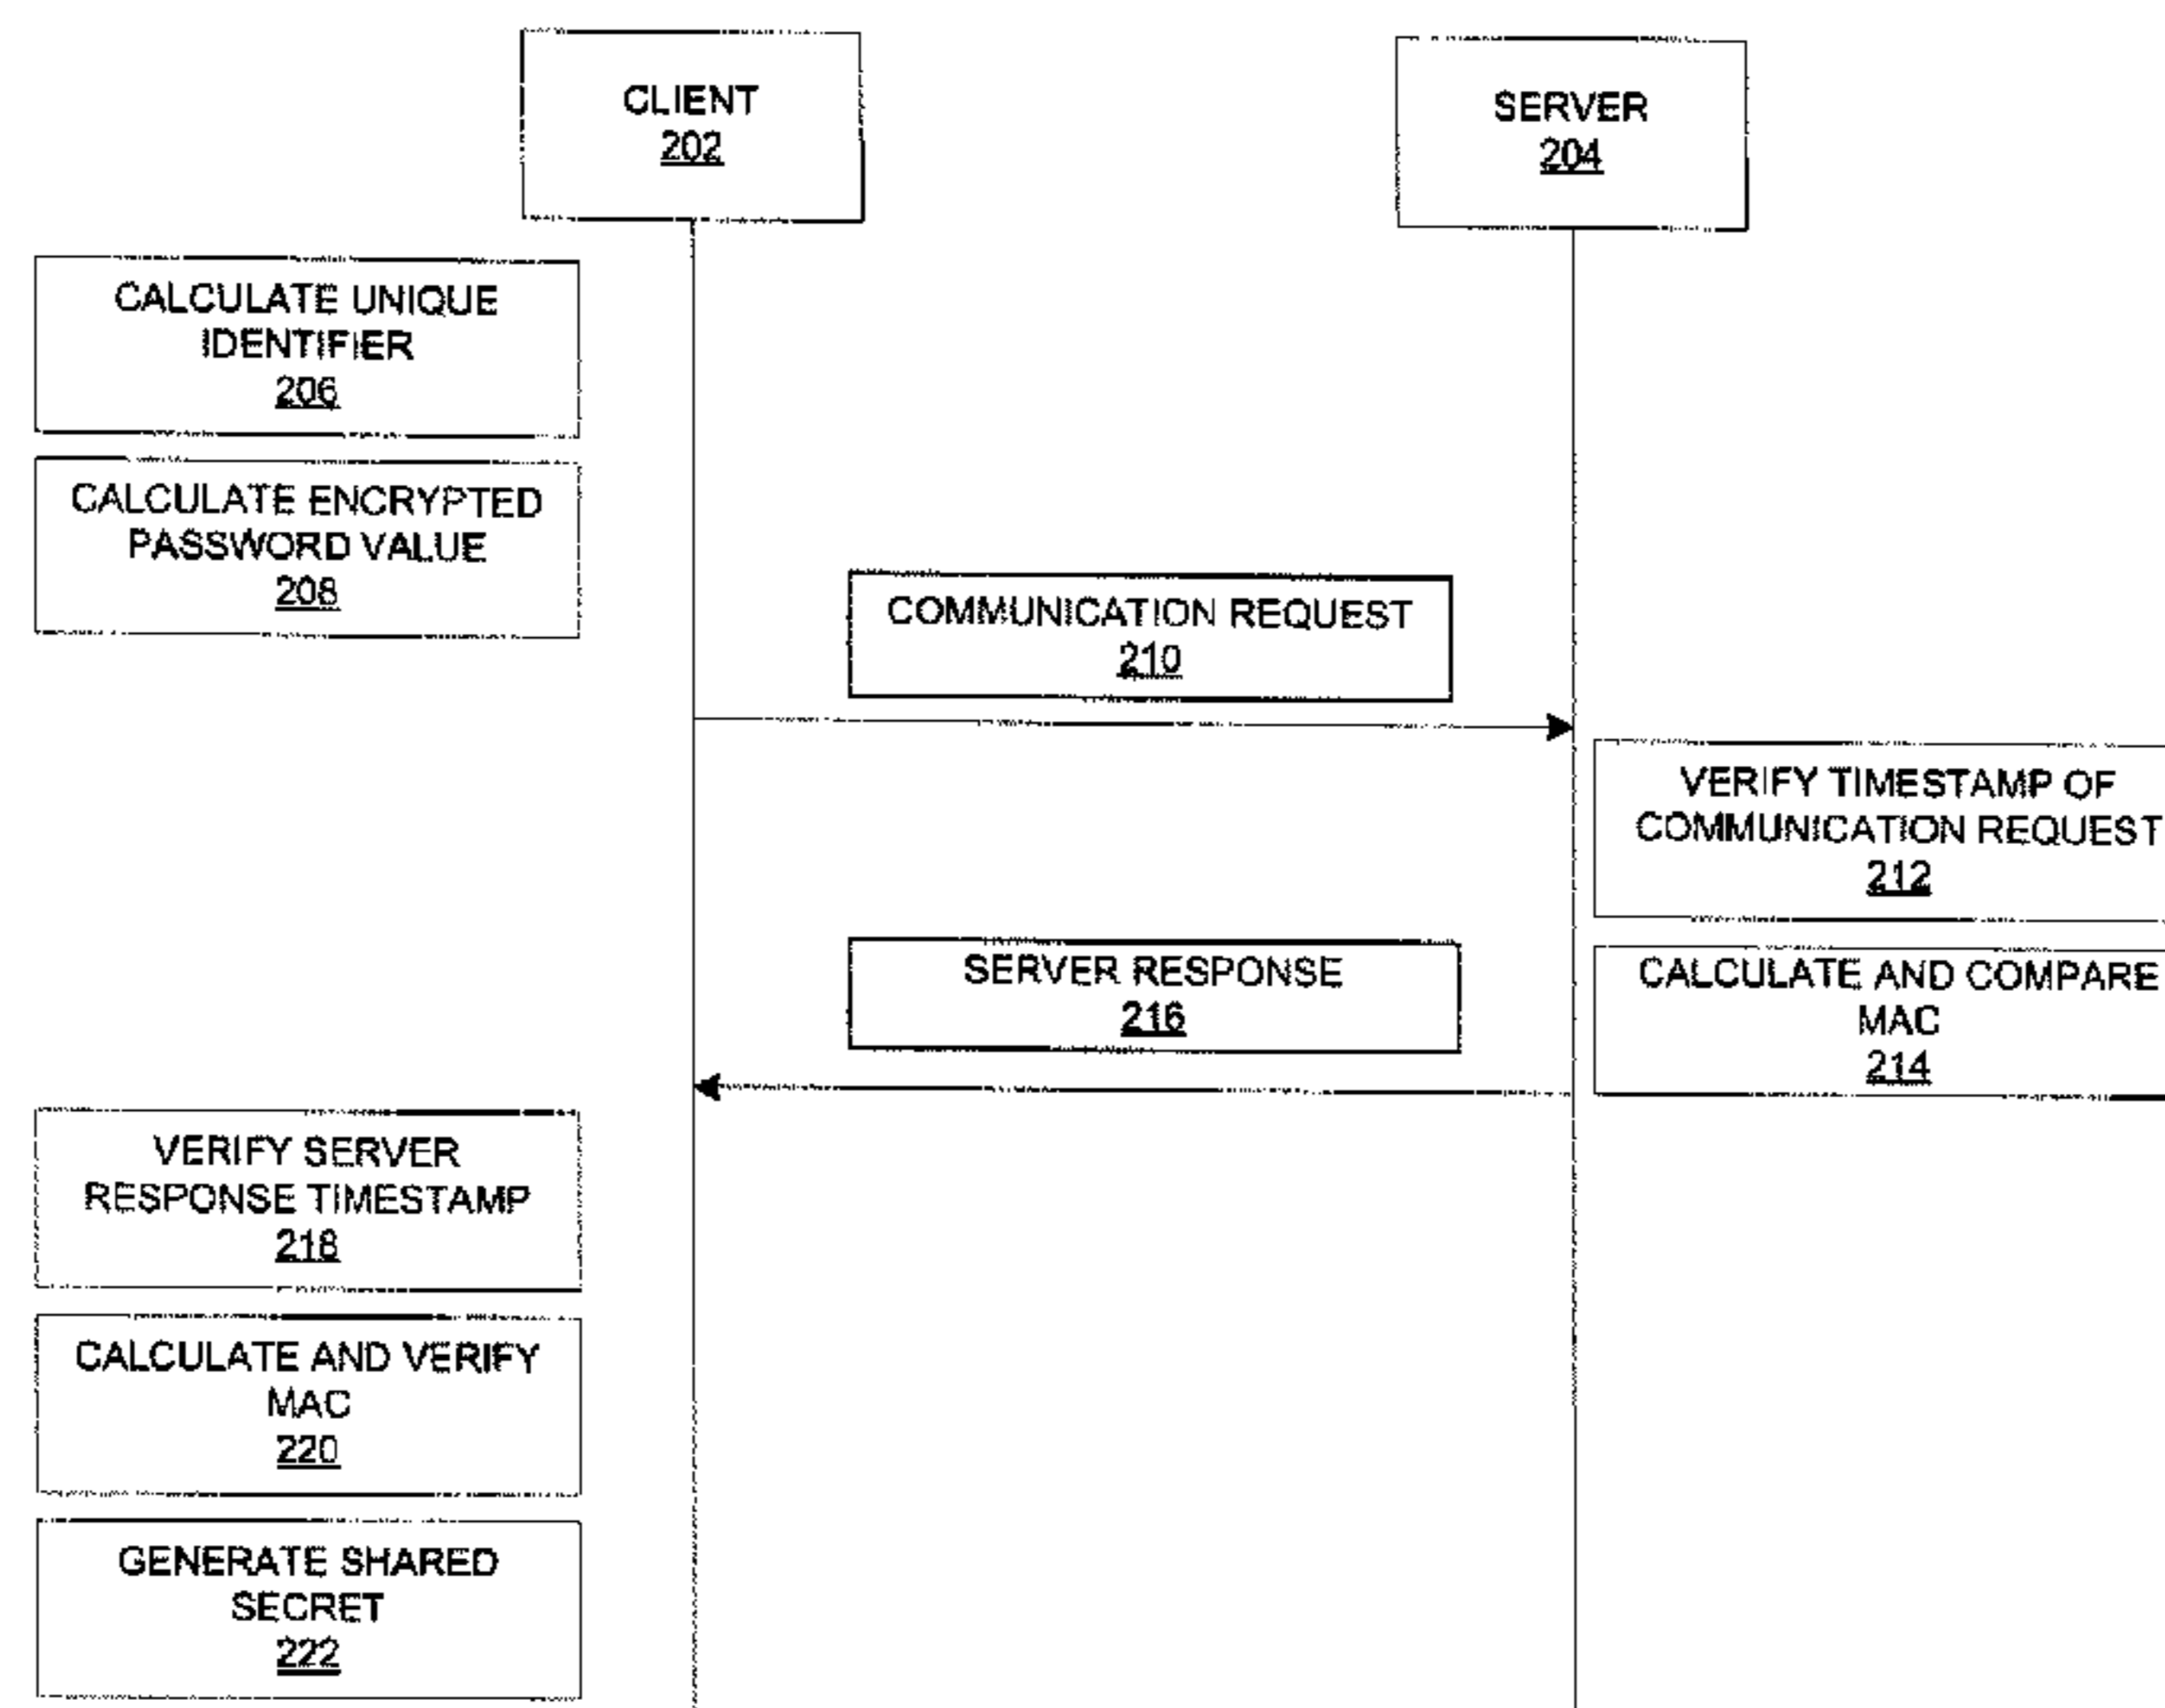 CLIENT
202
SERVER
204
CALCULATE UNIQUE
IDENTIFIER
206
CALCULATE ENCRYPTED
PASSWORD VALUE
208
COMMUNICATION REQUEST
210
VERIFY TIMESTAMP OF
COMMUNICATION REQUEST
212
SERVER RESPONSE
216
CALCULATE AND COMPARE
MAC
214
VERIFY SERVER
RESPONSE TIMESTAMP
218
CALCULATE AND VERIFY
MAC
220
GENERATE SHARED
SECRET
222